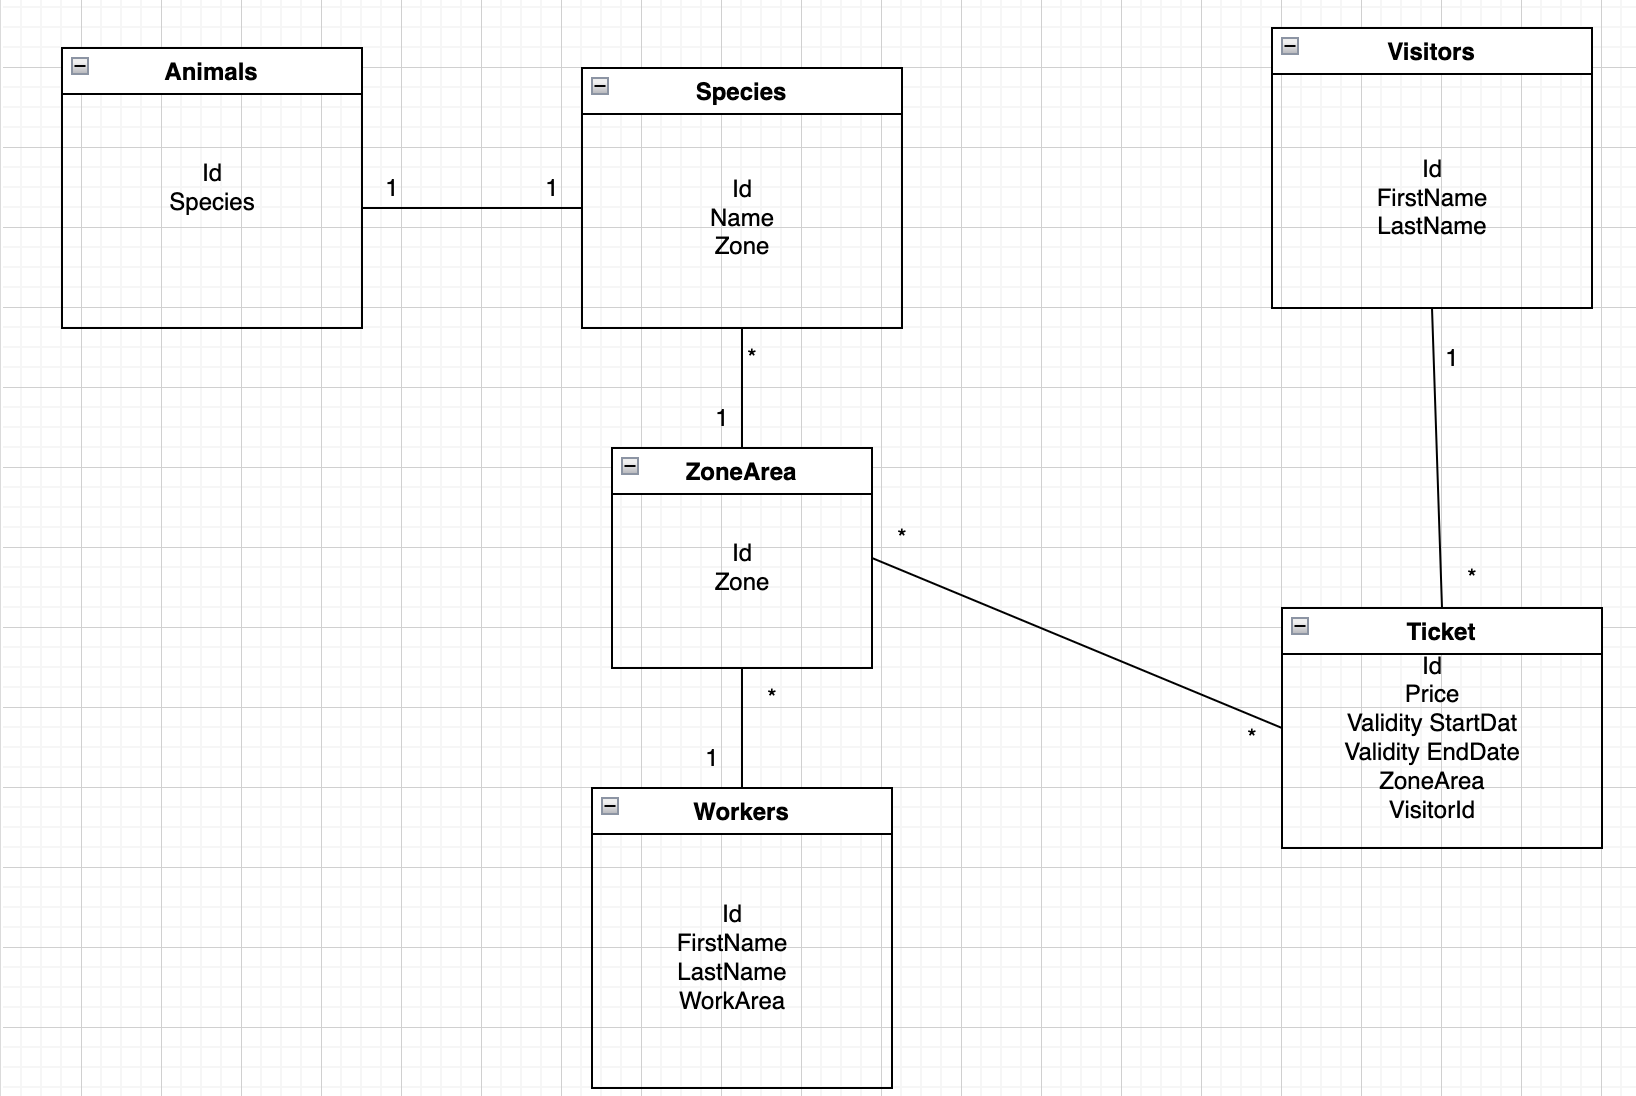 Animals
Id
Species
1
1
Species
Id
Name
Zone
*
1
ZoneArea
Id
Zone
*
1
Workers
Id
FirstName
LastName
WorkArea
*
*
Visitors
Id
FirstName
LastName
1
*
Ticket
Id
Price
Validity StartDat
Validity EndDate
ZoneArea
VisitorId